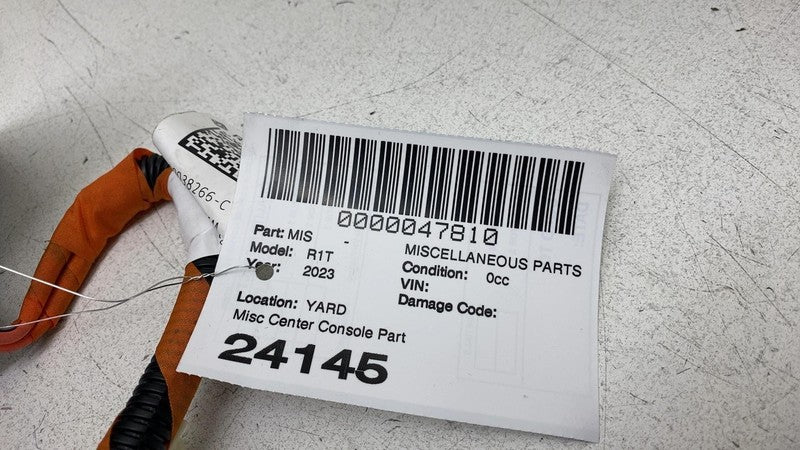 0038266-C
0000047810
Part: MIS -
MISCELLANEOUS PARTS
Model: R1T
Condition: 0cc
Year: 2023
VIN:
Damage Code:
Location: YARD
Misc Center Console Part
24145